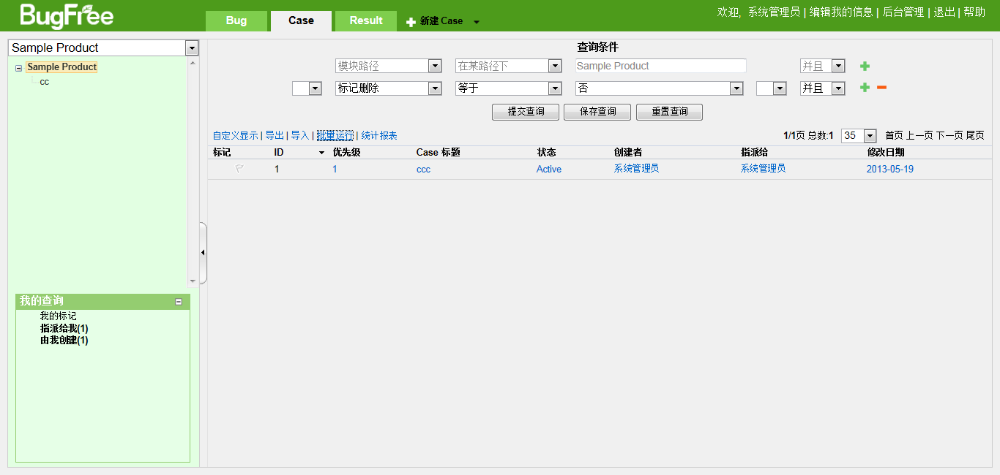 BugFree
Bug Case Result 新建 Case
欢迎, 系统管理员 | 编辑我的信息 | 后台管理 | 退出 | 帮助
Sample Product
Sample Product
cc
我的查询
我的标记
指派给我(1)
由我创建(1)
查询条件
模块路径 在某路径下 Sample Product 并且
标记删除 等于 否 并且
提交查询 保存查询 重置查询
自定义显示 | 导出 | 导入 | 批量运行 | 统计报表 1/1页 总数:1 35 首页 上一页 下一页 尾页
标记 ID 优先级 Case 标题 状态 创建者 指派给 修改日期
1 1 ccc Active 系统管理员 系统管理员 2013-05-19